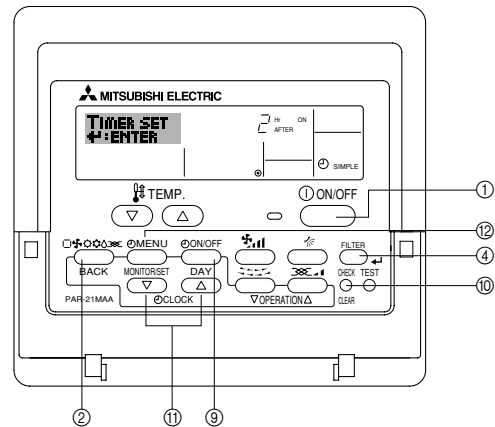 MITSUBISHI ELECTRIC
TIMER SET
↵:ENTER
2 Hr ON
AFTER
SIMPLE
TEMP.
ON/OFF
①
MENU
ON/OFF
⑫
FILTER
④
BACK
MONITOR/SET
DAY
CHECK TEST
⑩
PAR-21MAA
CLOCK
OPERATION
CLEAR
②
⑪
⑨